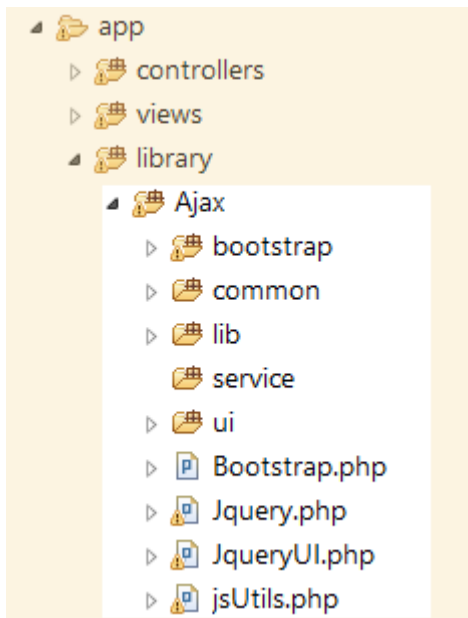 app
controllers
views
library
Ajax
bootstrap
common
lib
service
ui
Bootstrap.php
Jquery.php
JqueryUI.php
jsUtils.php